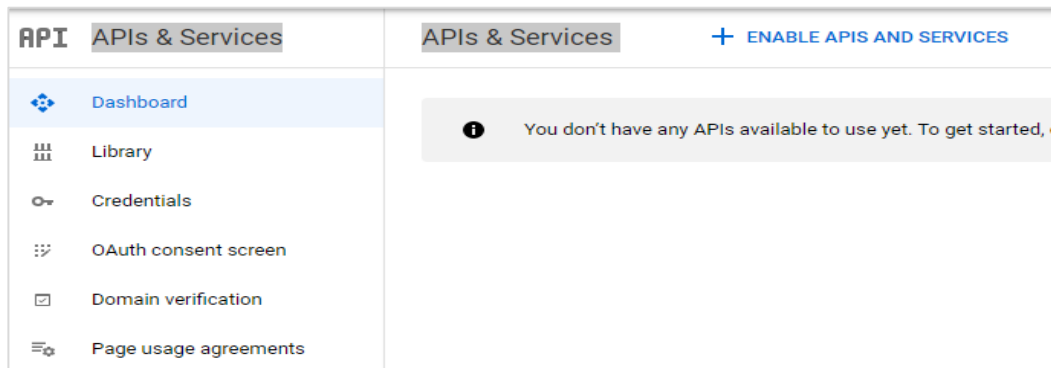 API APIs & Services
APIs & Services + ENABLE APIS AND SERVICES
Dashboard
You don't have any APIs available to use yet. To get started,
Library
Credentials
OAuth consent screen
Domain verification
Page usage agreements